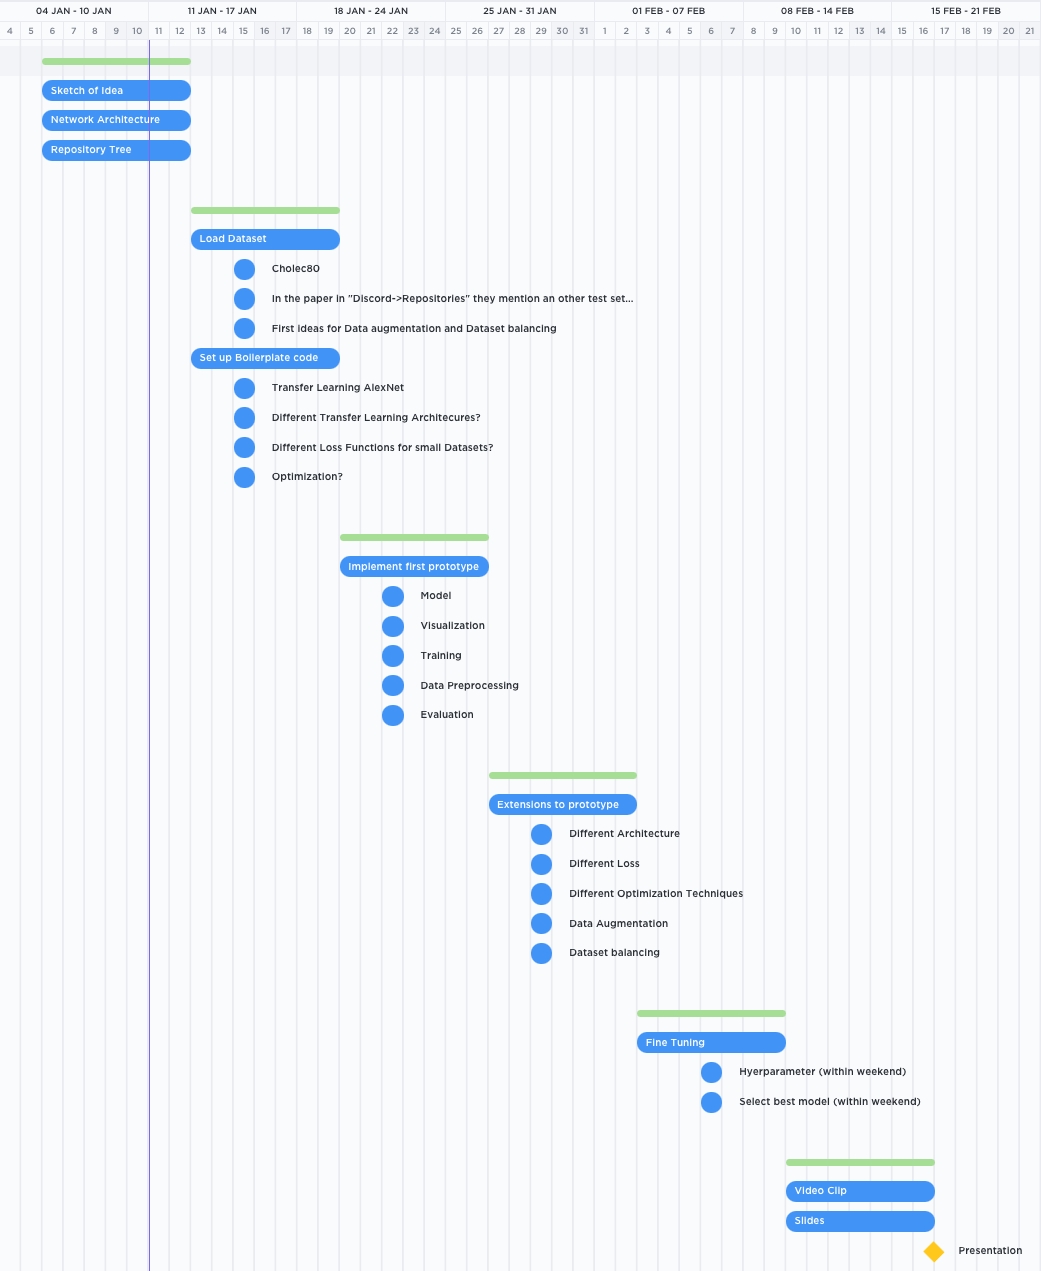 04 JAN - 10 JAN 11 JAN - 17 JAN 18 JAN - 24 JAN 25 JAN - 31 JAN 01 FEB - 07 FEB 08 FEB - 14 FEB 15 FEB - 21 FEB
4 5 6 7 8 9 10 11 12 13 14 15 16 17 18 19 20 21 22 23 24 25 26 27 28 29 30 31 1 2 3 4 5 6 7 8 9 10 11 12 13 14 15 16 17 18 19 20 21
Sketch of Idea
Network Architecture
Repository Tree
Load Dataset
Cholec80
In the paper in "Discord->Repositories" they mention an other test set...
First ideas for Data augmentation and Dataset balancing
Set up Boilerplate code
Transfer Learning AlexNet
Different Transfer Learning Architecures?
Different Loss Functions for small Datasets?
Optimization?
Implement first prototype
Model
Visualization
Training
Data Preprocessing
Evaluation
Extensions to prototype
Different Architecture
Different Loss
Different Optimization Techniques
Data Augmentation
Dataset balancing
Fine Tuning
Hyerparameter (within weekend)
Select best model (within weekend)
Video Clip
Slides
Presentation